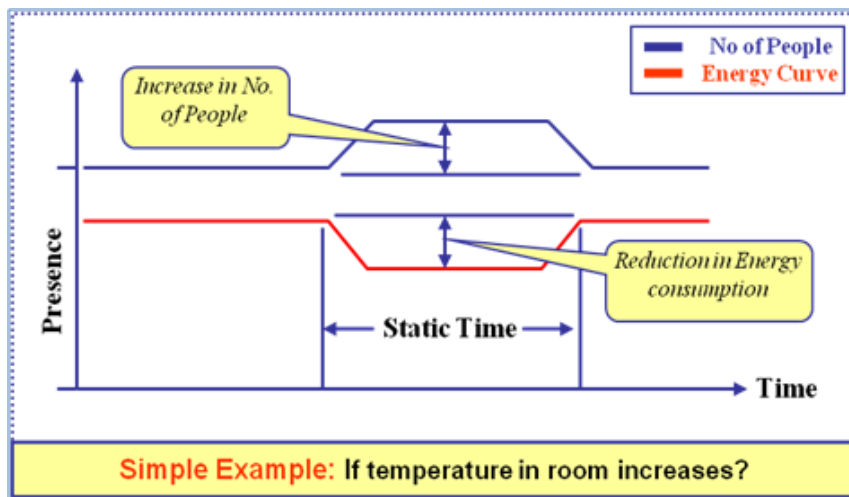 No of People
Energy Curve
Increase in No.
of People
Presence
Reduction in Energy
consumption
Static Time
Time
Simple Example: If temperature in room increases?